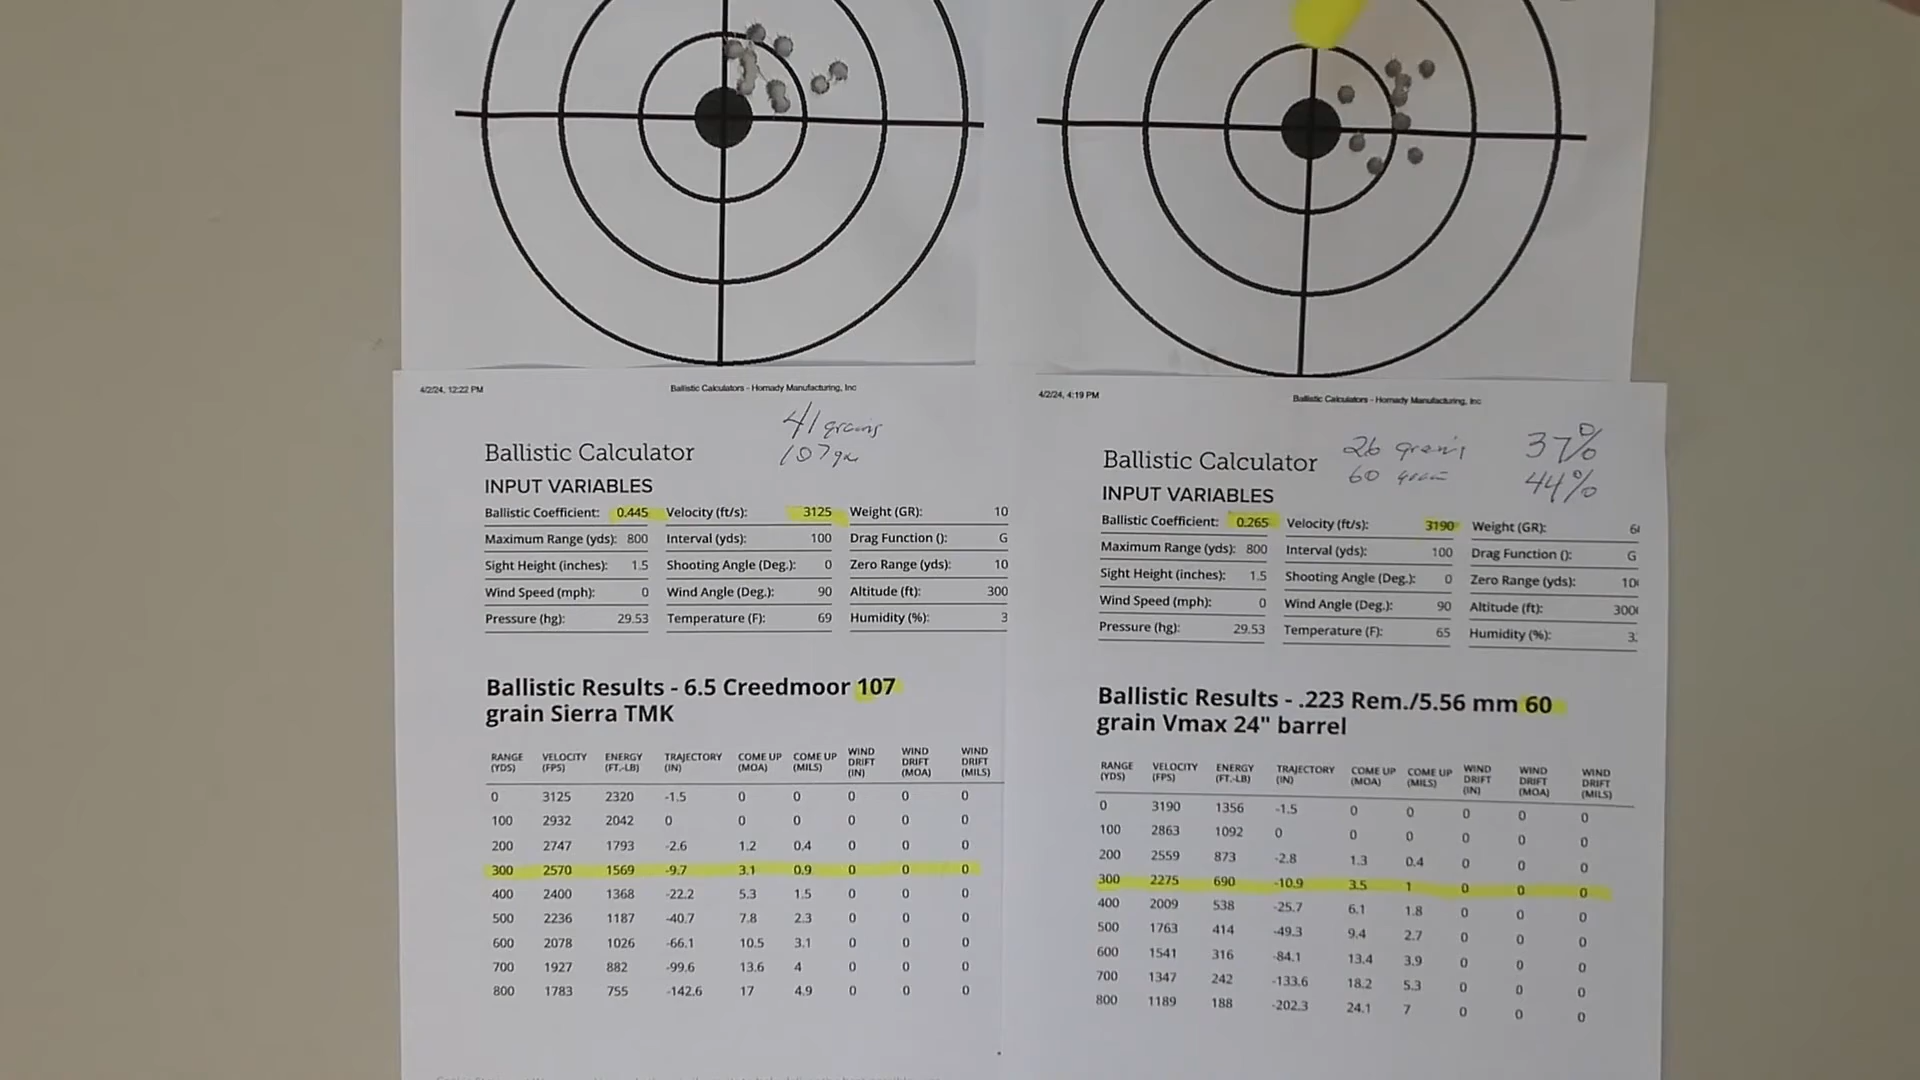 4/2/24, 12:22 PM
Ballistic Calculators - Hornady Manufacturing, Inc
41 grains
107 gr
Ballistic Calculator
INPUT VARIABLES
Ballistic Coefficient: 0.445 Velocity (ft/s): 3125 Weight (GR): 10
Maximum Range (yds): 800 Interval (yds): 100 Drag Function (): G
Sight Height (inches): 1.5 Shooting Angle (Deg.): 0 Zero Range (yds): 10
Wind Speed (mph): 0 Wind Angle (Deg.): 90 Altitude (ft): 300
Pressure (hg): 29.53 Temperature (F): 69 Humidity (%): 3
Ballistic Results - 6.5 Creedmoor 107
grain Sierra TMK
RANGE (YDS) VELOCITY (FPS) ENERGY (FT.-LB) TRAJECTORY (IN) COME UP (MOA) COME UP (MILS) WIND DRIFT (IN) WIND DRIFT (MOA) WIND DRIFT (MILS)
0 3125 2320 -1.5 0 0 0 0 0
100 2932 2042 0 0 0 0 0 0
200 2747 1793 -2.6 1.2 0.4 0 0 0
300 2570 1569 -9.7 3.1 0.9 0 0 0
400 2400 1368 -22.2 5.3 1.5 0 0 0
500 2236 1187 -40.7 7.8 2.3 0 0 0
600 2078 1026 -66.1 10.5 3.1 0 0 0
700 1927 882 -99.6 13.6 4 0 0 0
800 1783 755 -142.6 17 4.9 0 0 0
4/2/24, 4:19 PM
Ballistic Calculators - Hornady Manufacturing, Inc
26 grains 37%
60 grain 44%
Ballistic Calculator
INPUT VARIABLES
Ballistic Coefficient: 0.265 Velocity (ft/s): 3190 Weight (GR): 6
Maximum Range (yds): 800 Interval (yds): 100 Drag Function (): G
Sight Height (inches): 1.5 Shooting Angle (Deg.): 0 Zero Range (yds): 10
Wind Speed (mph): 0 Wind Angle (Deg.): 90 Altitude (ft): 300
Pressure (hg): 29.53 Temperature (F): 65 Humidity (%): 3
Ballistic Results - .223 Rem./5.56 mm 60
grain Vmax 24" barrel
RANGE (YDS) VELOCITY (FPS) ENERGY (FT.-LB) TRAJECTORY (IN) COME UP (MOA) COME UP (MILS) WIND DRIFT (IN) WIND DRIFT (MOA) WIND DRIFT (MILS)
0 3190 1356 -1.5 0 0 0 0 0
100 2863 1092 0 0 0 0 0 0
200 2559 873 -2.8 1.3 0.4 0 0 0
300 2275 690 -10.9 3.5 1 0 0 0
400 2009 538 -25.7 6.1 1.8 0 0 0
500 1763 414 -49.3 9.4 2.7 0 0 0
600 1541 316 -84.1 13.4 3.9 0 0 0
700 1347 242 -133.6 18.2 5.3 0 0 0
800 1189 188 -202.3 24.1 7 0 0 0